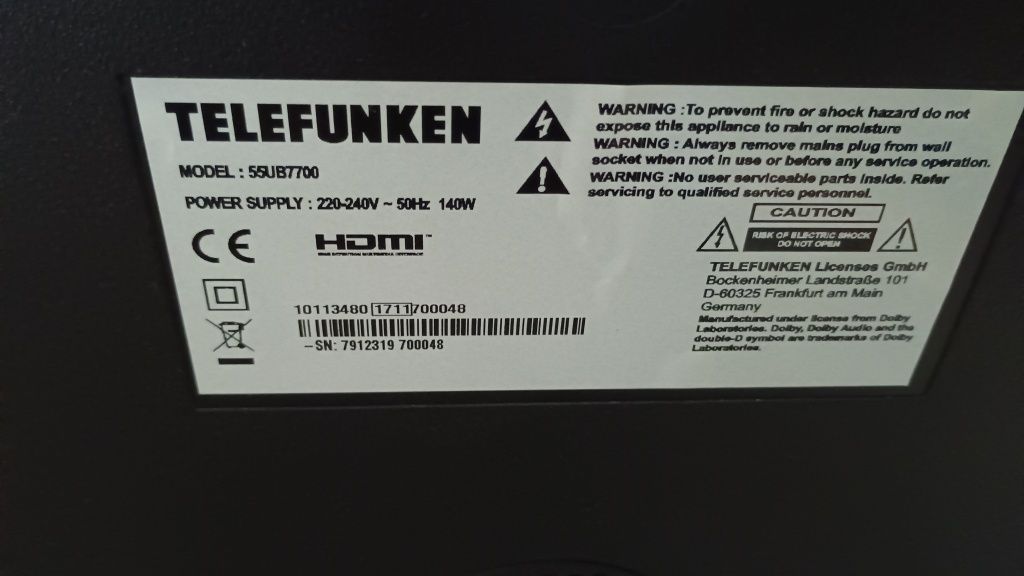 TELEFUNKEN
MODEL : 55UB7700
POWER SUPPLY : 220-240V ~ 50Hz 140W
CE
HDMI™
HIGH DEFINITION MULTIMEDIA INTERFACE
10113480 1711 700048
–SN: 7912319 700048
WARNING :To prevent fire or shock hazard do not
expose this appliance to rain or moisture
WARNING : Always remove mains plug from wall
socket when not in use or before any service operation.
WARNING :No user serviceable parts inside. Refer
servicing to qualified service personnel.
CAUTION
RISK OF ELECTRIC SHOCK
DO NOT OPEN
TELEFUNKEN Licenses GmbH
Bockenheimer Landstraße 101
D-60325 Frankfurt am Main
Germany
Manufactured under license from Dolby
Laboratories. Dolby, Dolby Audio and the
double-D symbol are trademarks of Dolby
Laboratories.